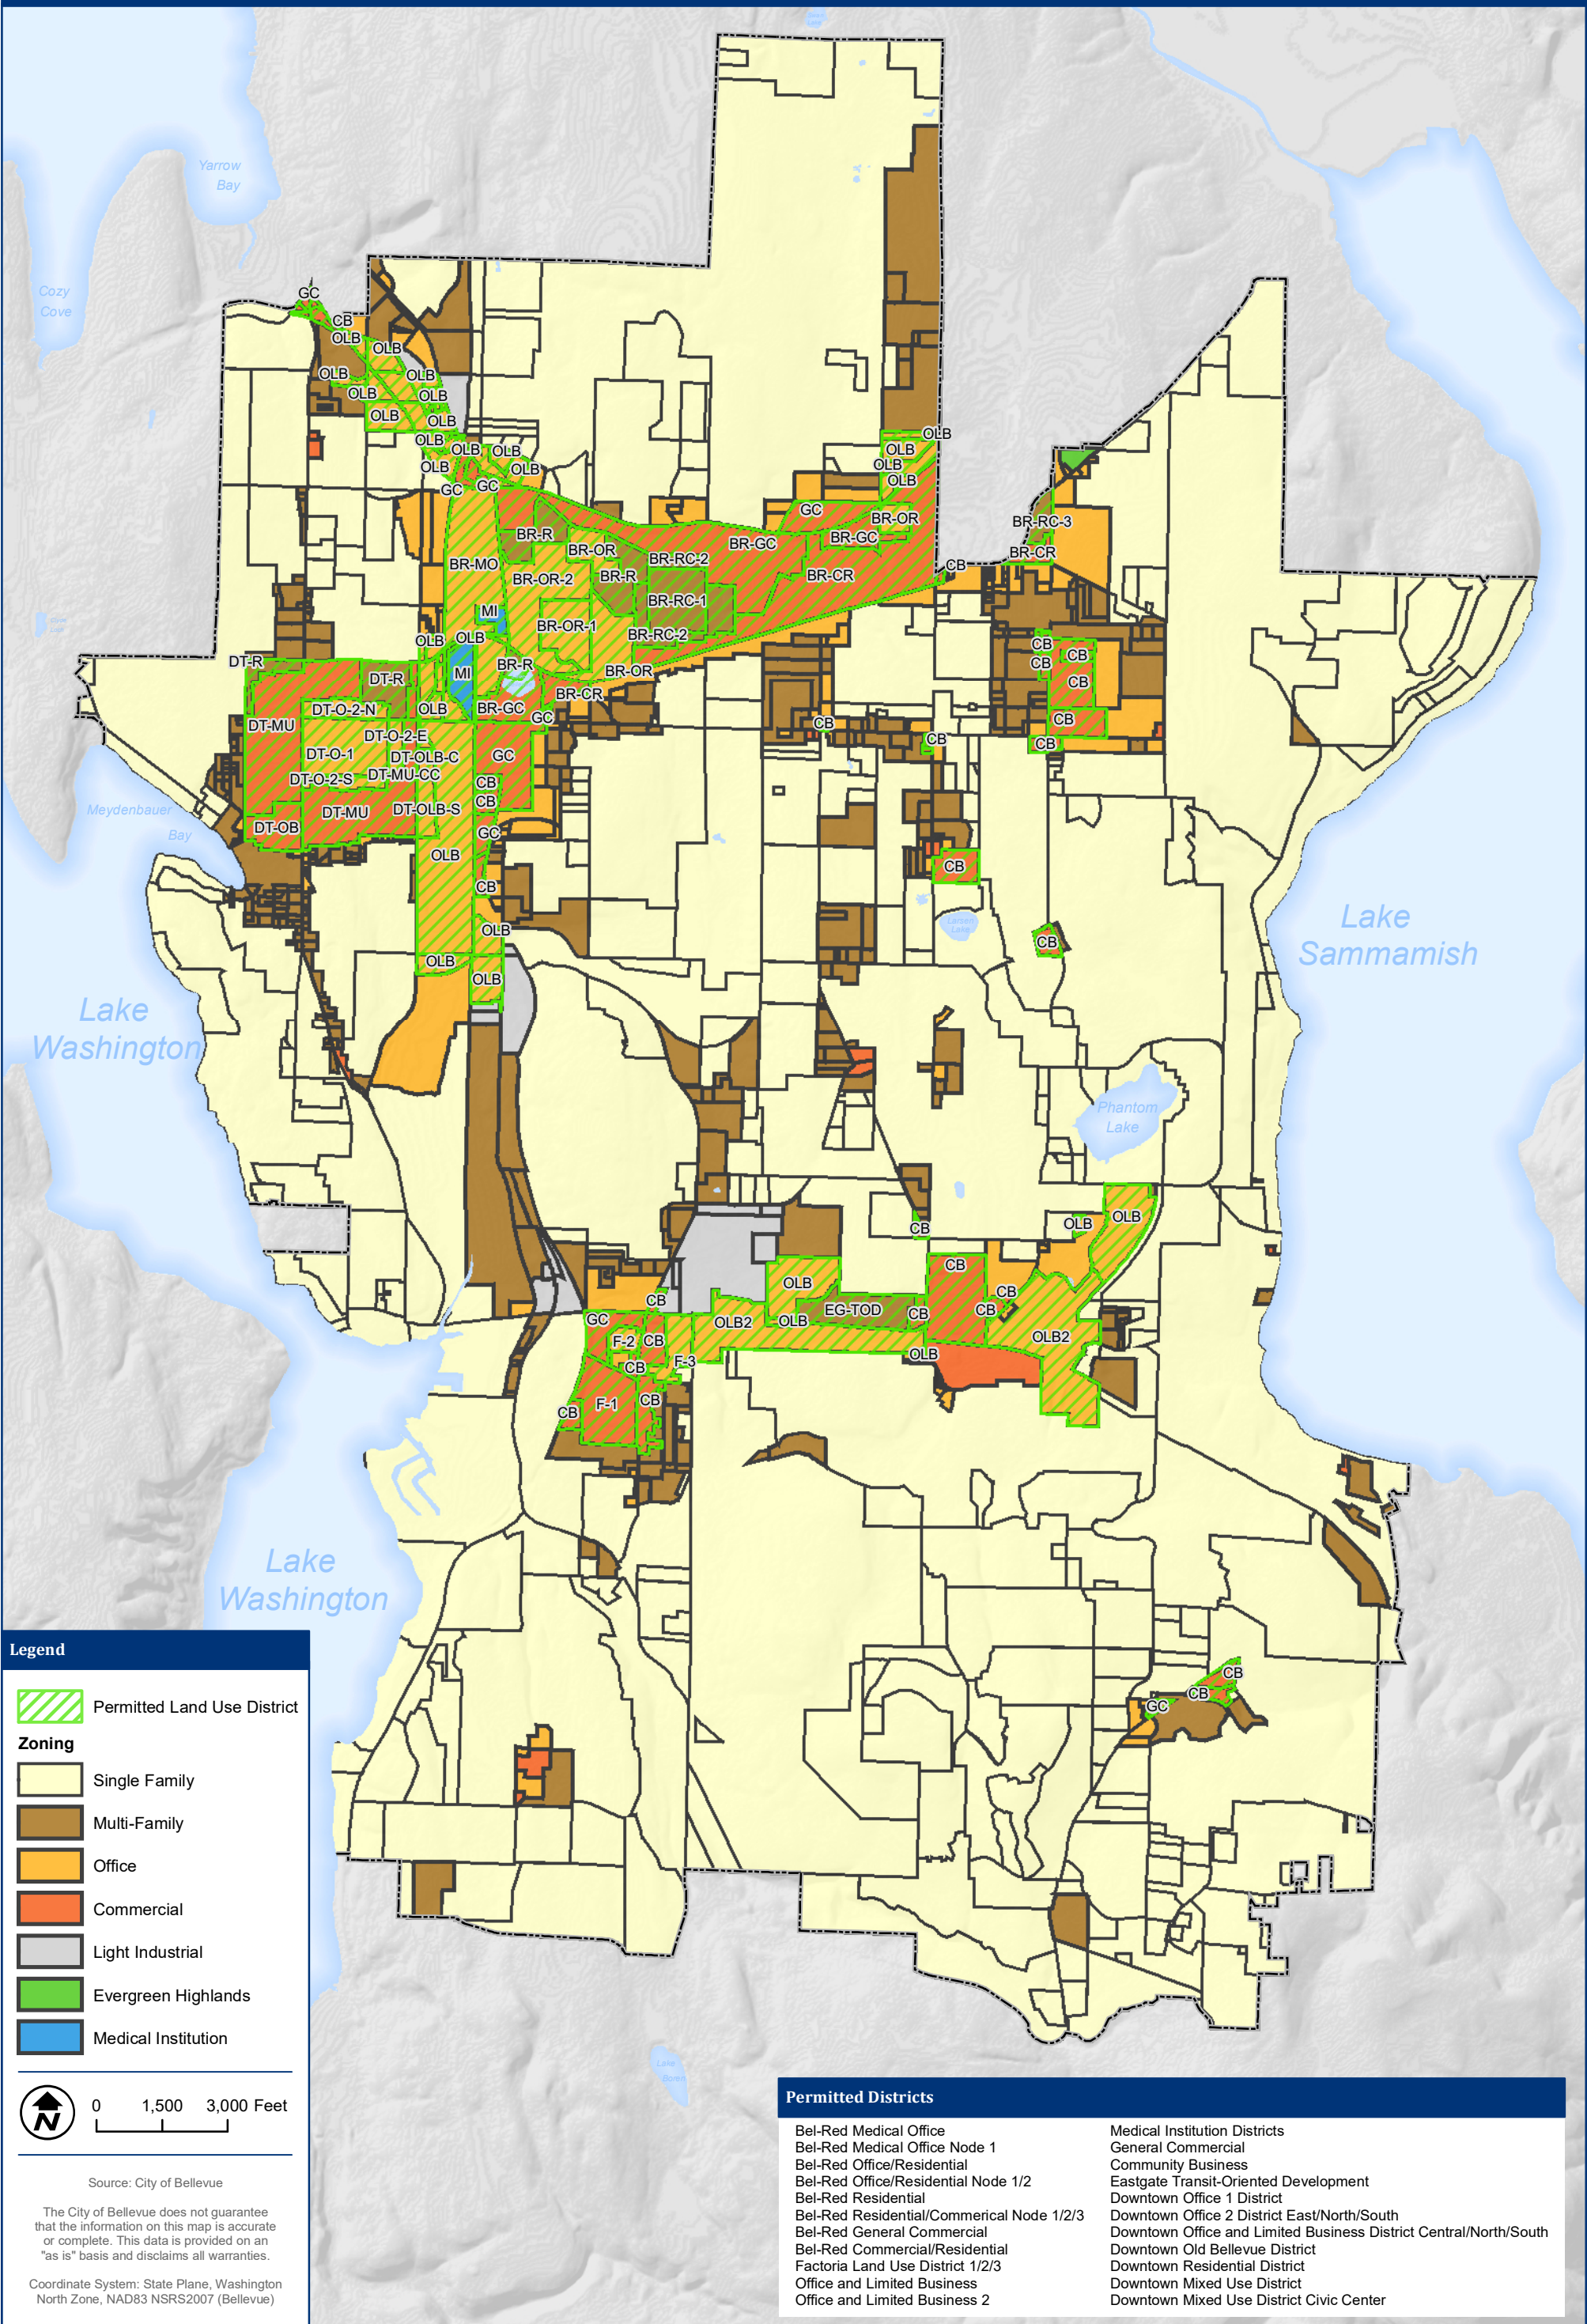 Yarrow
Bay
Cozy
Cove
GC
CB
OLB
OLB
OLB
OLB
OLB
OLB
OLB
OLB
OLB
OLB
OLB
OLB
OLB
GC
GC
OLB
OLB
OLB
OLB
GC
BR-OR
BR-GC
BR-GC
BR-R
BR-OR
BR-RC-2
BR-MO
BR-OR-2
BR-R
BR-CR
BR-RC-1
MI
BR-OR-1
BR-RC-2
BR-RC-3
BR-CR
CB
OLB
OLB
DT-R
MI
BR-R
BR-OR
DT-R
BR-CR
OLB
BR-GC
GC
DT-O-2-N
DT-MU
DT-O-2-E
DT-O-1
DT-OLB-C
GC
DT-O-2-S
DT-MU-CC
CB
CB
DT-MU
DT-OLB-S
DT-OB
GC
OLB
CB
OLB
OLB
OLB
CB
CB
CB
CB
CB
CB
CB
CB
CB
CB
Meydenbauer
Bay
Larsen
Lake
Lake
Sammamish
Lake
Washington
Phantom
Lake
CB
OLB
OLB
CB
OLB
CB
CB
CB
EG-TOD
CB
GC
OLB2
OLB
OLB2
F-2
CB
OLB
F-3
CB
F-1
CB
CB
Lake
Washington
CB
CB
GC
Lake
Boren
Legend
Permitted Land Use District
Zoning
Single Family
Multi-Family
Office
Commercial
Light Industrial
Evergreen Highlands
Medical Institution
N
0 1,500 3,000 Feet
Source: City of Bellevue
The City of Bellevue does not guarantee
that the information on this map is accurate
or complete. This data is provided on an
"as is" basis and disclaims all warranties.
Coordinate System: State Plane, Washington
North Zone, NAD83 NSRS2007 (Bellevue)
Permitted Districts
Bel-Red Medical Office
Bel-Red Medical Office Node 1
Bel-Red Office/Residential
Bel-Red Office/Residential Node 1/2
Bel-Red Residential
Bel-Red Residential/Commerical Node 1/2/3
Bel-Red General Commercial
Bel-Red Commercial/Residential
Factoria Land Use District 1/2/3
Office and Limited Business
Office and Limited Business 2
Medical Institution Districts
General Commercial
Community Business
Eastgate Transit-Oriented Development
Downtown Office 1 District
Downtown Office 2 District East/North/South
Downtown Office and Limited Business District Central/North/South
Downtown Old Bellevue District
Downtown Residential District
Downtown Mixed Use District
Downtown Mixed Use District Civic Center